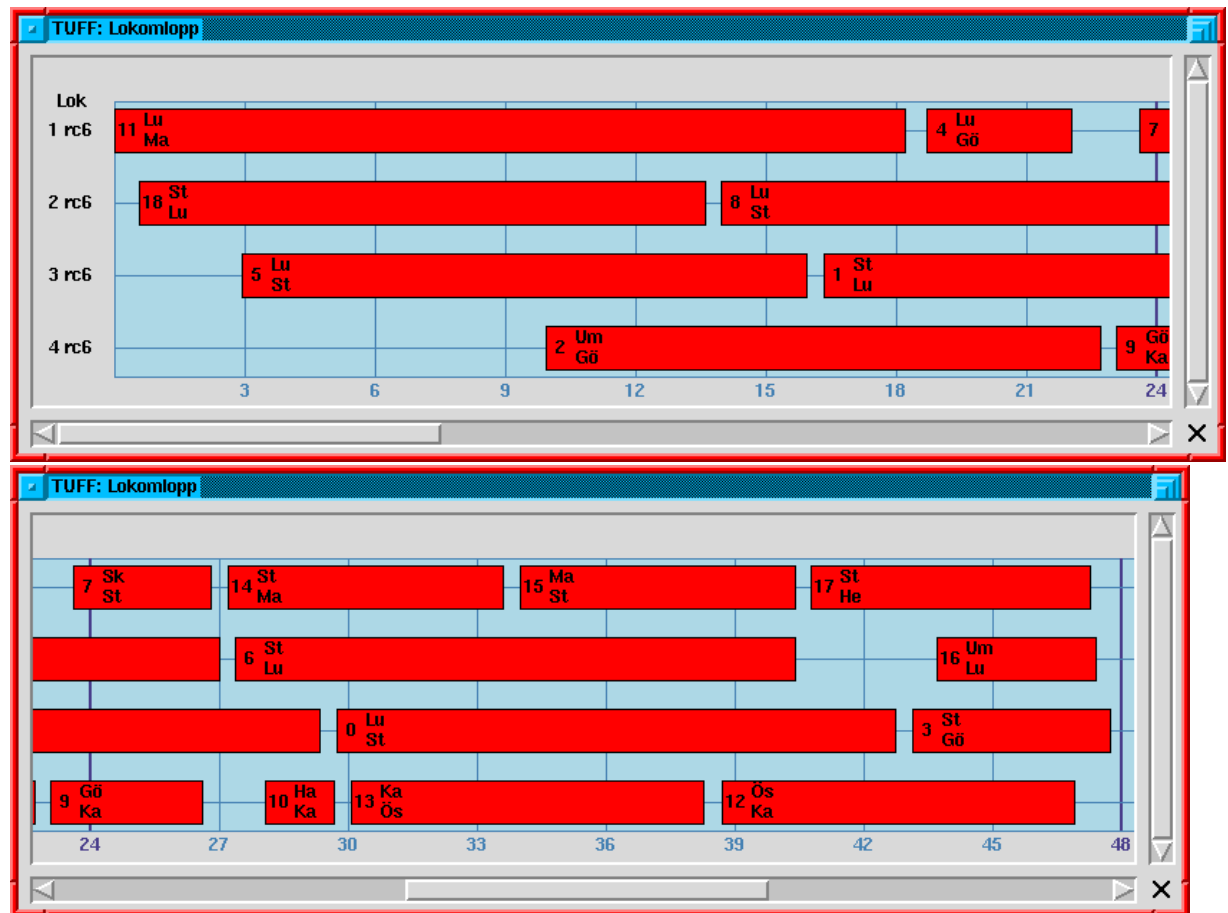 TUFF: Lokomlopp
Lok
1 rc6
11 Lu
Ma
4 Lu
Gö
7
2 rc6
18 St
Lu
8 Lu
St
3 rc6
5 Lu
St
1 St
Lu
4 rc6
2 Um
Gö
9 Gö
Ka
3 6 9 12 15 18 21 24
TUFF: Lokomlopp
7 Sk
St
14 St
Ma
15 Ma
St
17 St
He
6 St
Lu
16 Um
Lu
0 Lu
St
3 St
Gö
9 Gö
Ka
10 Ha
Ka
13 Ka
Ös
12 Ös
Ka
24 27 30 33 36 39 42 45 48